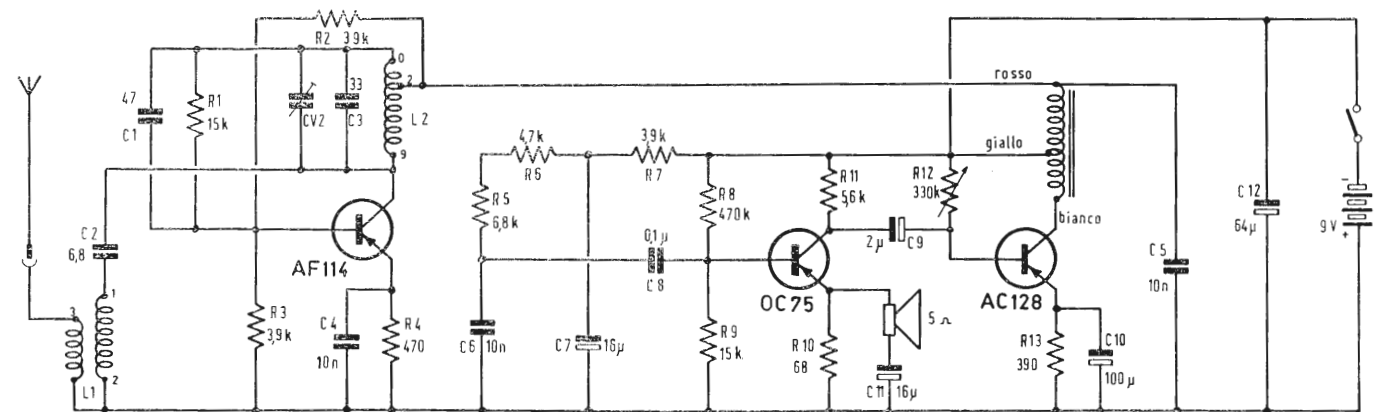 R2 39k
47
C1
R1
15k
CV2
33
C3
0
2
L2
9
rosso
giallo
bianco
4,7k
R6
3,9k
R7
R5
6,8k
R8
470k
R11
5,6k
R12
330k
C12
64µ
9V
-
+
C2
6,8
AF114
0,1µ
C8
2µ
C9
OC75
AC128
C5
10n
3
1
2
L1
R3
3,9k
C4
10n
R4
470
C6
10n
C7
16µ
R9
15k
R10
68
5 Ω
C11
16µ
R13
390
C10
100µ